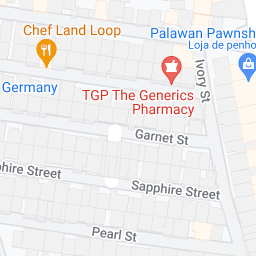 Chef Land Loop
Palawan Pawnsh
Loja de penho
Germany
Ivory St
TGP The Generics
Pharmacy
Garnet St
phire Street
Sapphire Street
Pearl St